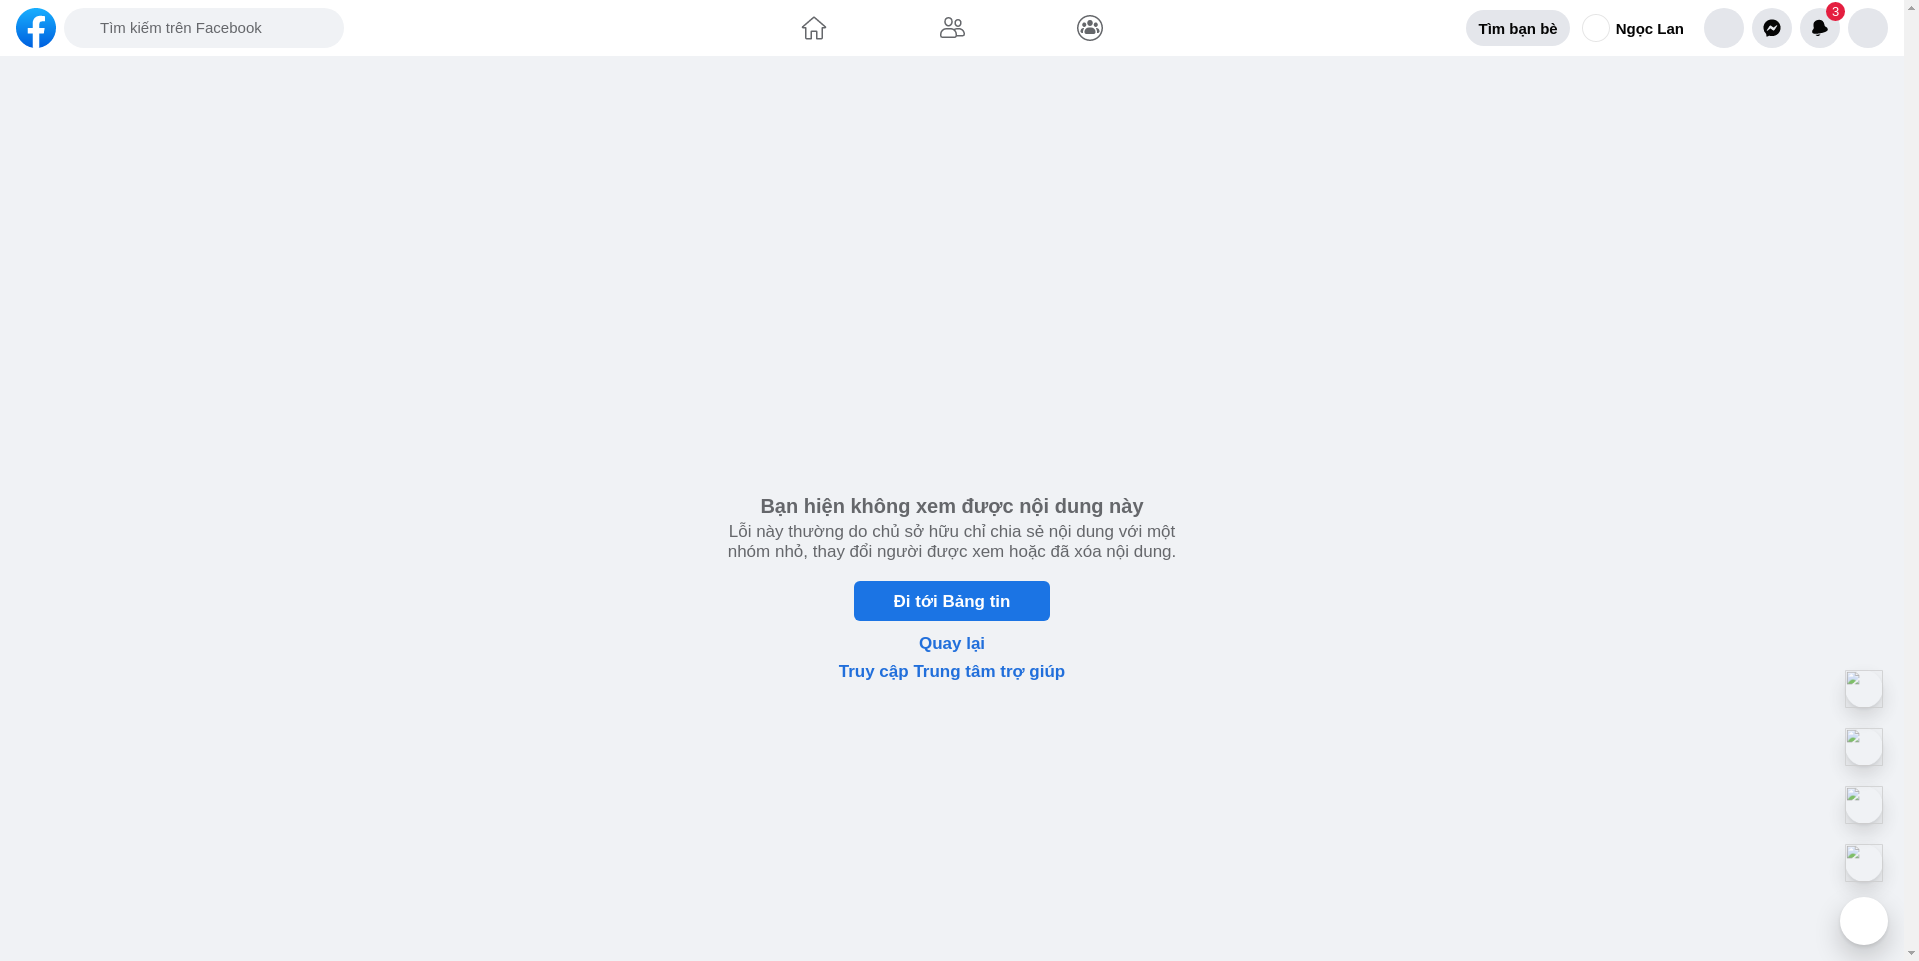 Tìm kiếm trên Facebook
Tìm bạn bè
Ngọc Lan
3
Bạn hiện không xem được nội dung này
Lỗi này thường do chủ sở hữu chỉ chia sẻ nội dung với một
nhóm nhỏ, thay đổi người được xem hoặc đã xóa nội dung.
Đi tới Bảng tin
Quay lại
Truy cập Trung tâm trợ giúp